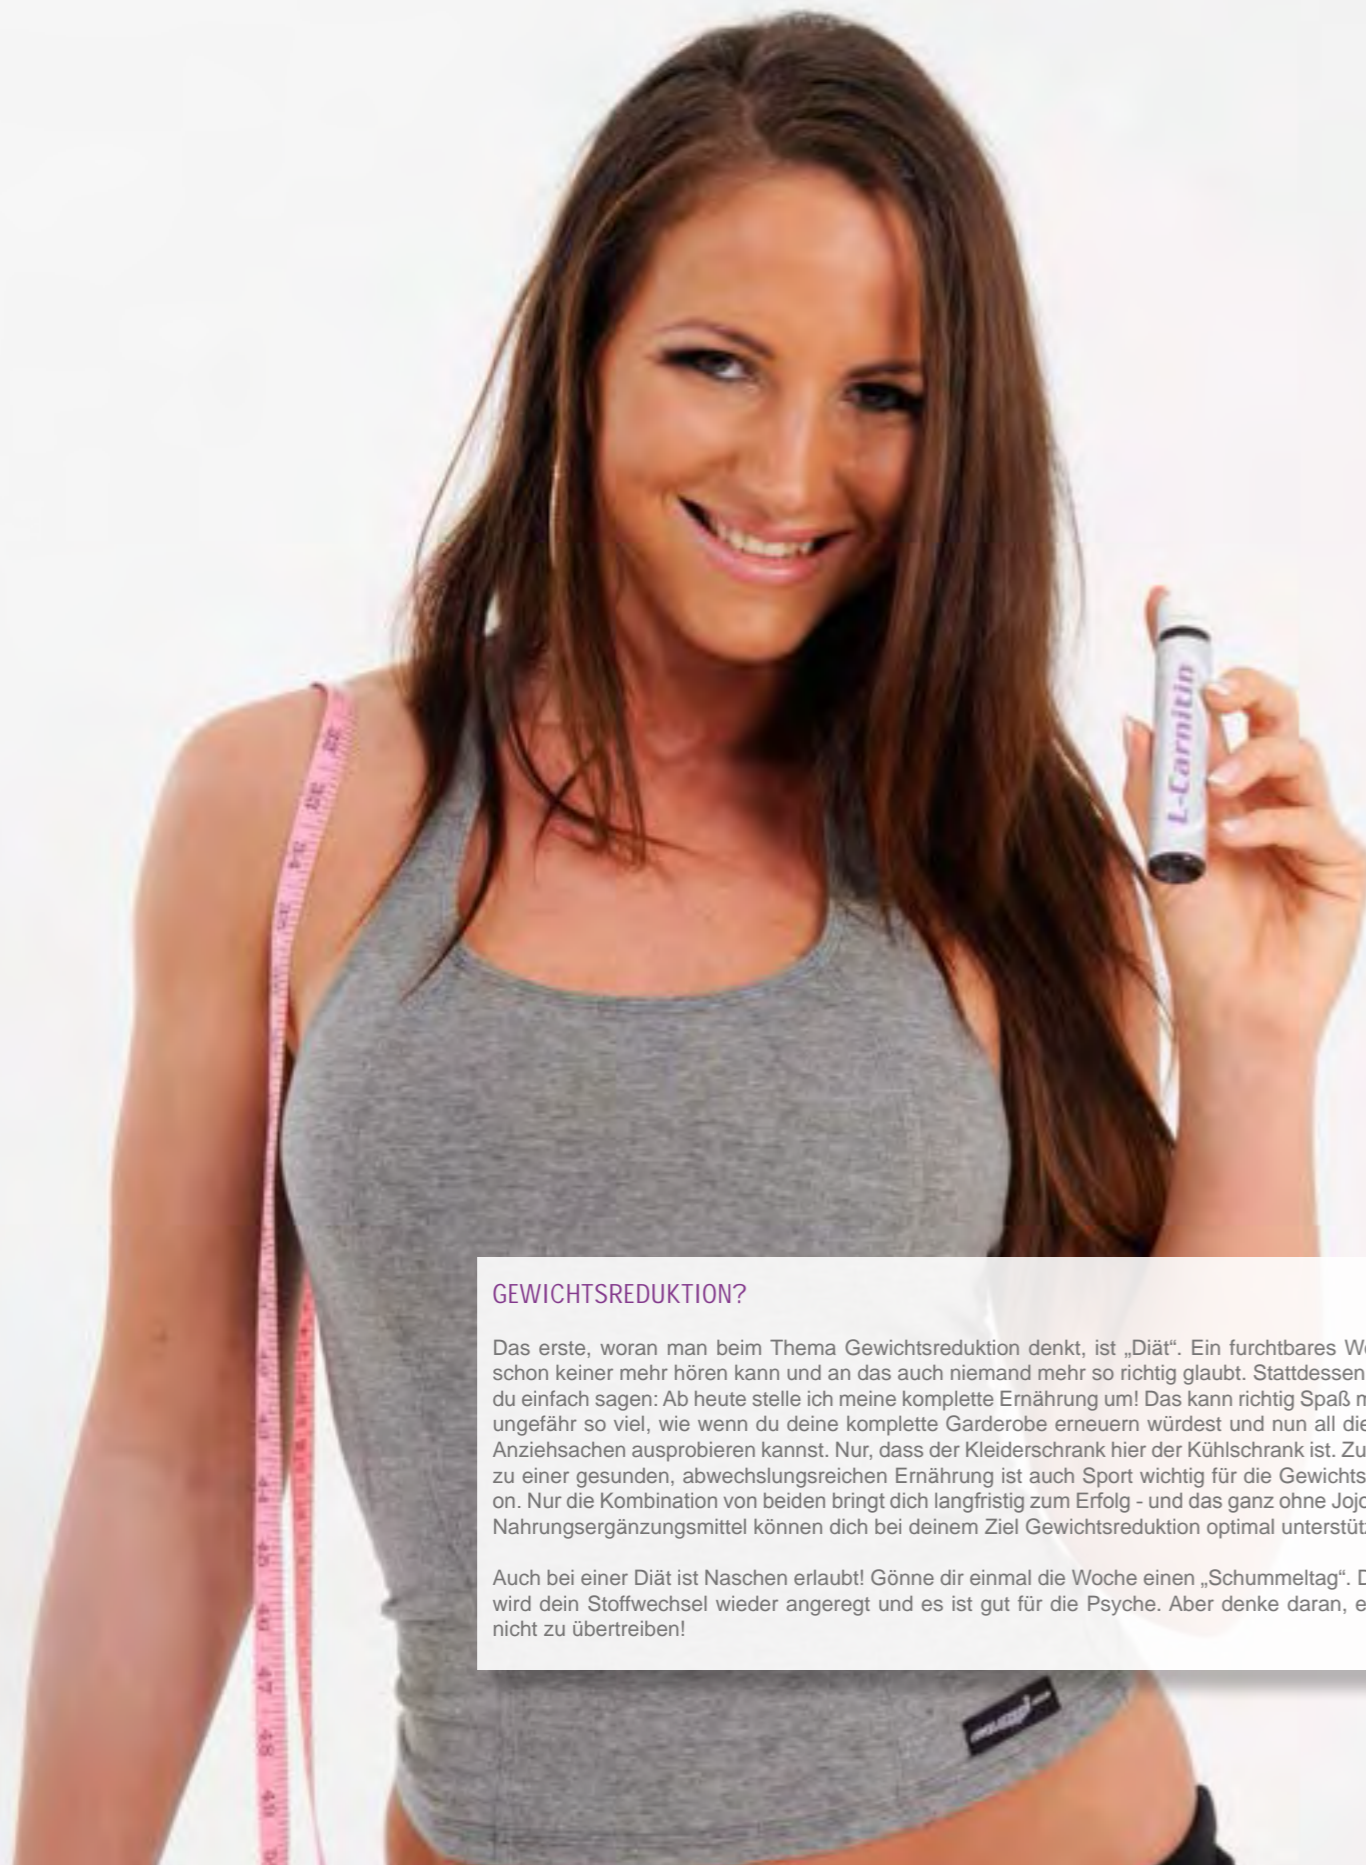 L-Carnitin
GEWICHTSREDUKTION?
Das erste, woran man beim Thema Gewichtsreduktion denkt, ist „Diät“. Ein furchtbares
schon keiner mehr hören kann und an das auch niemand mehr so richtig glaubt. Stattdessen
du einfach sagen: Ab heute stelle ich meine komplette Ernährung um! Das kann richtig Spaß
ungefähr so viel, wie wenn du deine komplette Garderobe erneuern würdest und nun all die
Anziehsachen ausprobieren kannst. Nur, dass der Kleiderschrank hier der Kühlschrank ist.
zu einer gesunden, abwechslungsreichen Ernährung ist auch Sport wichtig für die
on. Nur die Kombination von beiden bringt dich langfristig zum Erfolg - und das ganz ohne
Nahrungsergänzungsmittel können dich bei deinem Ziel Gewichtsreduktion optimal
Auch bei einer Diät ist Naschen erlaubt! Gönne dir einmal die Woche einen „Schummeltag“.
wird dein Stoffwechsel wieder angeregt und es ist gut für die Psyche. Aber denke daran,
nicht zu übertreiben!
47
48